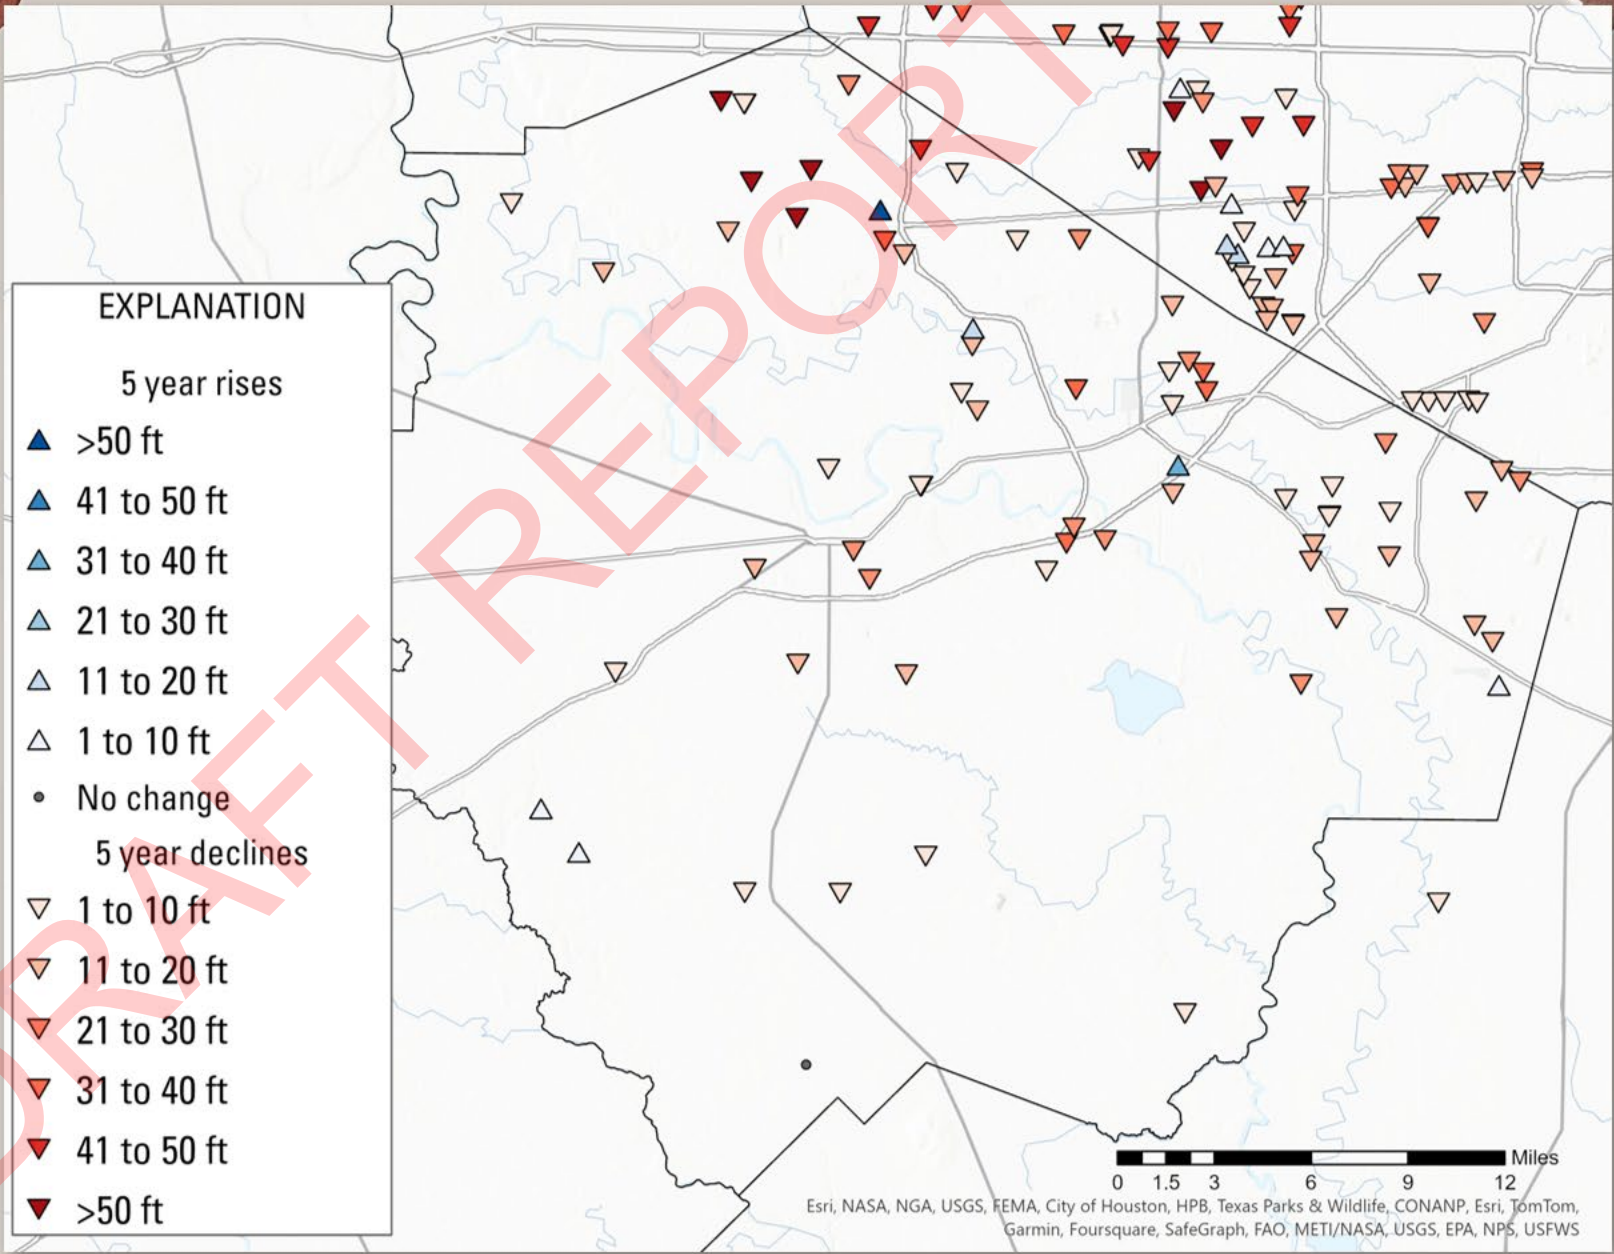 DRAFT REPORT
EXPLANATION
5 year rises
>50 ft
41 to 50 ft
31 to 40 ft
21 to 30 ft
11 to 20 ft
1 to 10 ft
No change
5 year declines
1 to 10 ft
11 to 20 ft
21 to 30 ft
31 to 40 ft
41 to 50 ft
>50 ft
Miles
0 1.5 3 6 9 12
Esri, NASA, NGA, USGS, FEMA, City of Houston, HPB, Texas Parks & Wildlife, CONANP, Esri, TomTom,
Garmin, Foursquare, SafeGraph, FAO, METI/NASA, USGS, EPA, NPS, USFWS